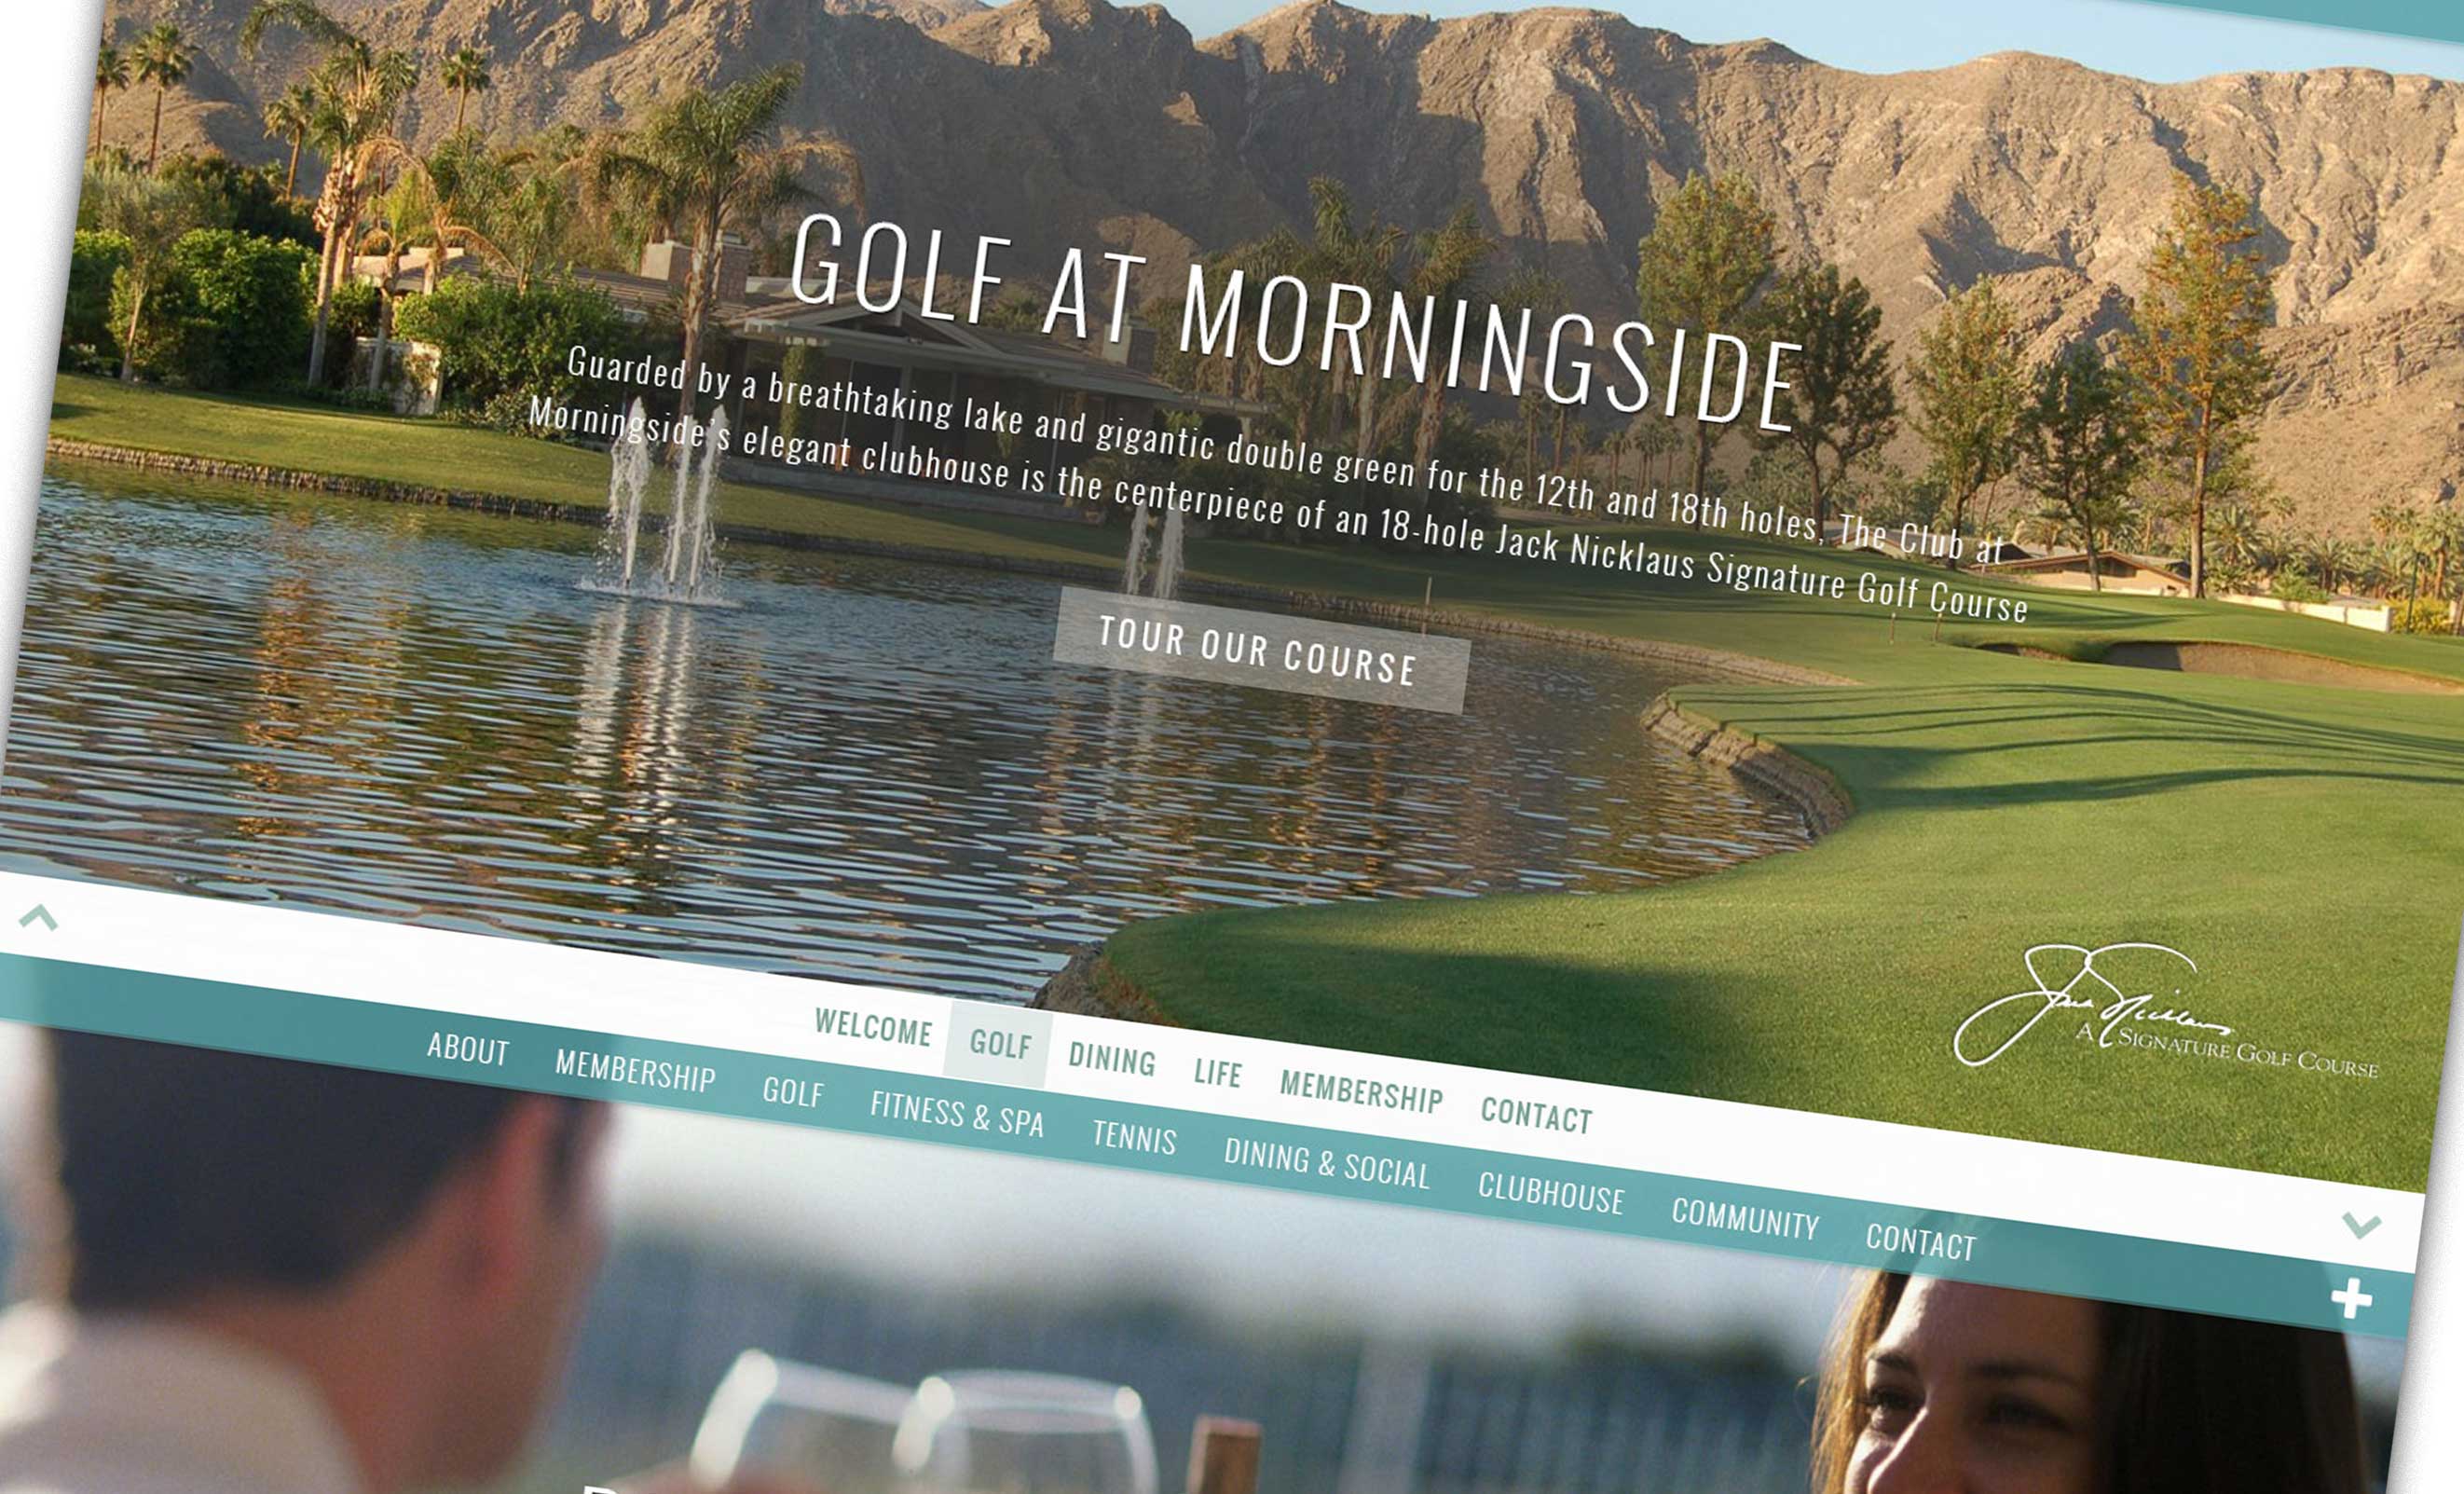 GOLF AT MORNINGSIDE
Guarded by a breathtaking lake and gigantic double green for the 12th and 18th holes, The Club at
Morningside's elegant clubhouse is the centerpiece of an 18-hole Jack Nicklaus Signature Golf Course
TOUR OUR COURSE
Jack Nicklaus
A SIGNATURE GOLF COURSE
WELCOME GOLF DINING LIFE MEMBERSHIP CONTACT
ABOUT MEMBERSHIP GOLF FITNESS & SPA TENNIS DINING & SOCIAL CLUBHOUSE COMMUNITY CONTACT